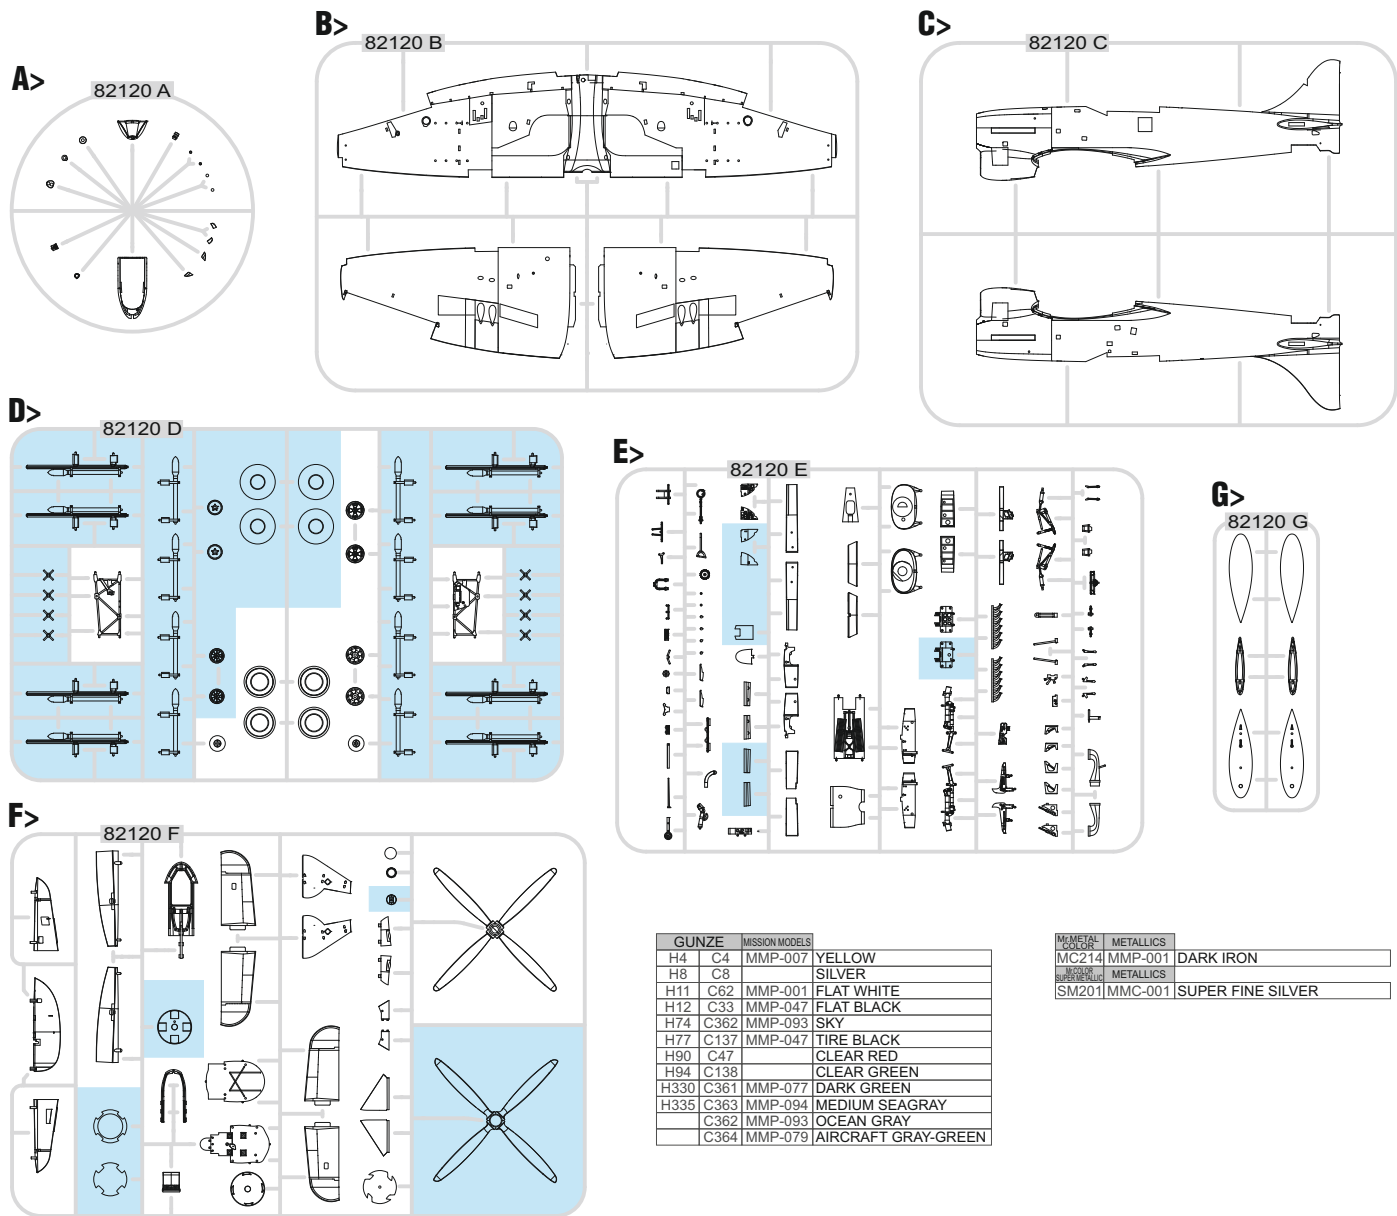 A>
82120 A
B>
82120 B
C>
82120 C
D>
82120 D
E>
82120 E
G>
82120 G
F>
82120 F
GUNZE MISSION MODELS
H4 C4 MMP-007 YELLOW
H8 C8 SILVER
H11 C62 MMP-001 FLAT WHITE
H12 C33 MMP-047 FLAT BLACK
H74 C362 MMP-093 SKY
H77 C137 MMP-047 TIRE BLACK
H90 C47 CLEAR RED
H94 C138 CLEAR GREEN
H330 C361 MMP-077 DARK GREEN
H335 C363 MMP-094 MEDIUM SEAGRAY
C362 MMP-093 OCEAN GRAY
C364 MMP-079 AIRCRAFT GRAY-GREEN
Mr.METAL COLOR METALLICS
MC214 MMP-001 DARK IRON
Mr.COLOR SUPER METALLIC METALLICS
SM201 MMC-001 SUPER FINE SILVER